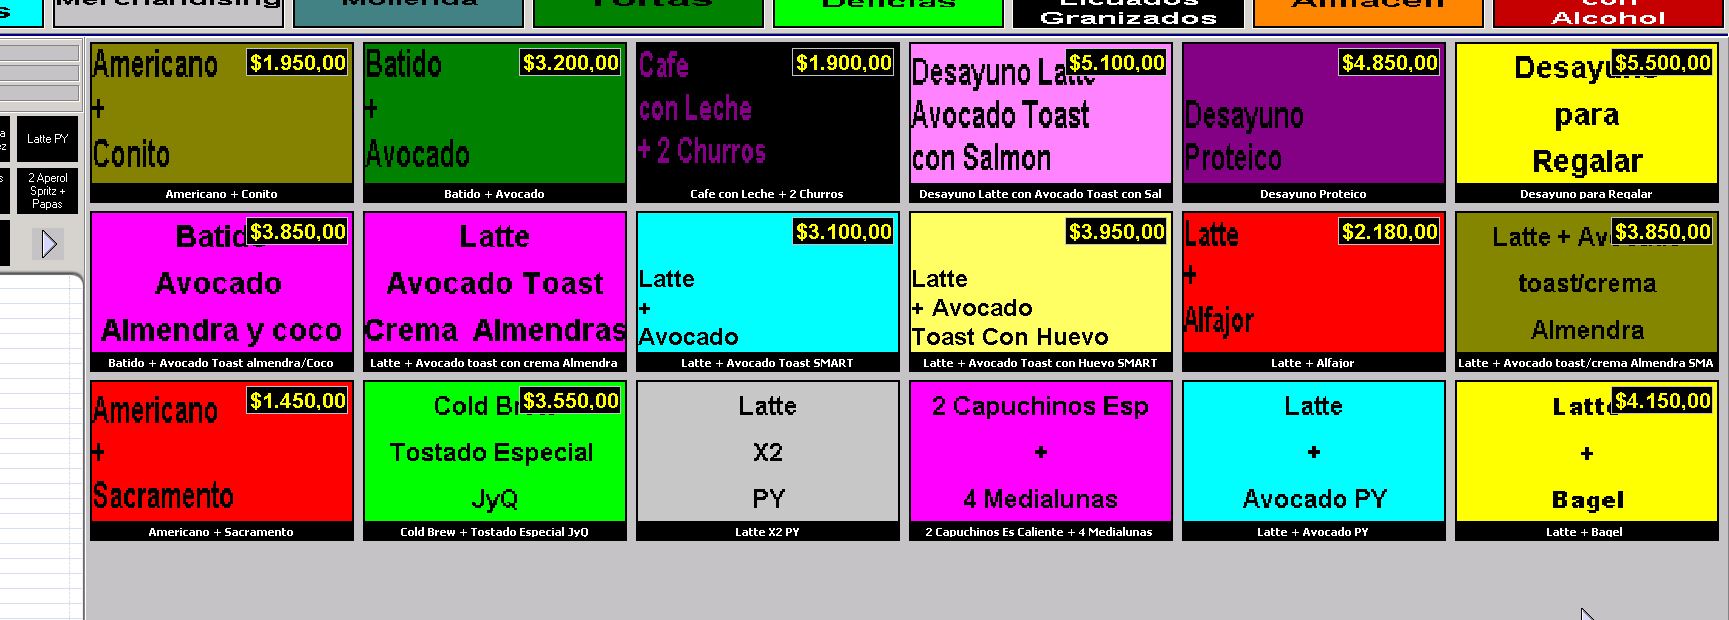 Merchandising
Mollienda
Tortas
Delicias
Licuados
Granizados
Almacen
con
Alcohol
Latte PY
2 Aperol
Spritz +
Papas
Americano
+
Conito
$1.950,00
Americano + Conito
Batido
+
Avocado
$3.200,00
Batido + Avocado
Cafe
con Leche
+ 2 Churros
$1.900,00
Cafe con Leche + 2 Churros
Desayuno Latte
Avocado Toast
con Salmon
$5.100,00
Desayuno Latte con Avocado Toast con Sal
Desayuno
Proteico
$4.850,00
Desayuno Proteico
Desayuno
para
Regalar
$5.500,00
Desayuno para Regalar
Batido
Avocado
Almendra y coco
$3.850,00
Batido + Avocado Toast almendra/Coco
Latte
Avocado Toast
Crema Almendras
Latte + Avocado toast con crema Almendra
Latte
+
Avocado
$3.100,00
Latte + Avocado Toast SMART
Latte
+ Avocado
Toast Con Huevo
$3.950,00
Latte + Avocado Toast con Huevo SMART
Latte
+
Alfajor
$2.180,00
Latte + Alfajor
Latte + Avocado
toast/crema
Almendra
$3.850,00
Latte + Avocado toast/crema Almendra SMA
Americano
+
Sacramento
$1.450,00
Americano + Sacramento
Cold Brew
Tostado Especial
JyQ
$3.550,00
Cold Brew + Tostado Especial JyQ
Latte
X2
PY
Latte X2 PY
2 Capuchinos Esp
+
4 Medialunas
2 Capuchinos Es Caliente + 4 Medialunas
Latte
+
Avocado PY
Latte + Avocado PY
Latte
+
Bagel
$4.150,00
Latte + Bagel